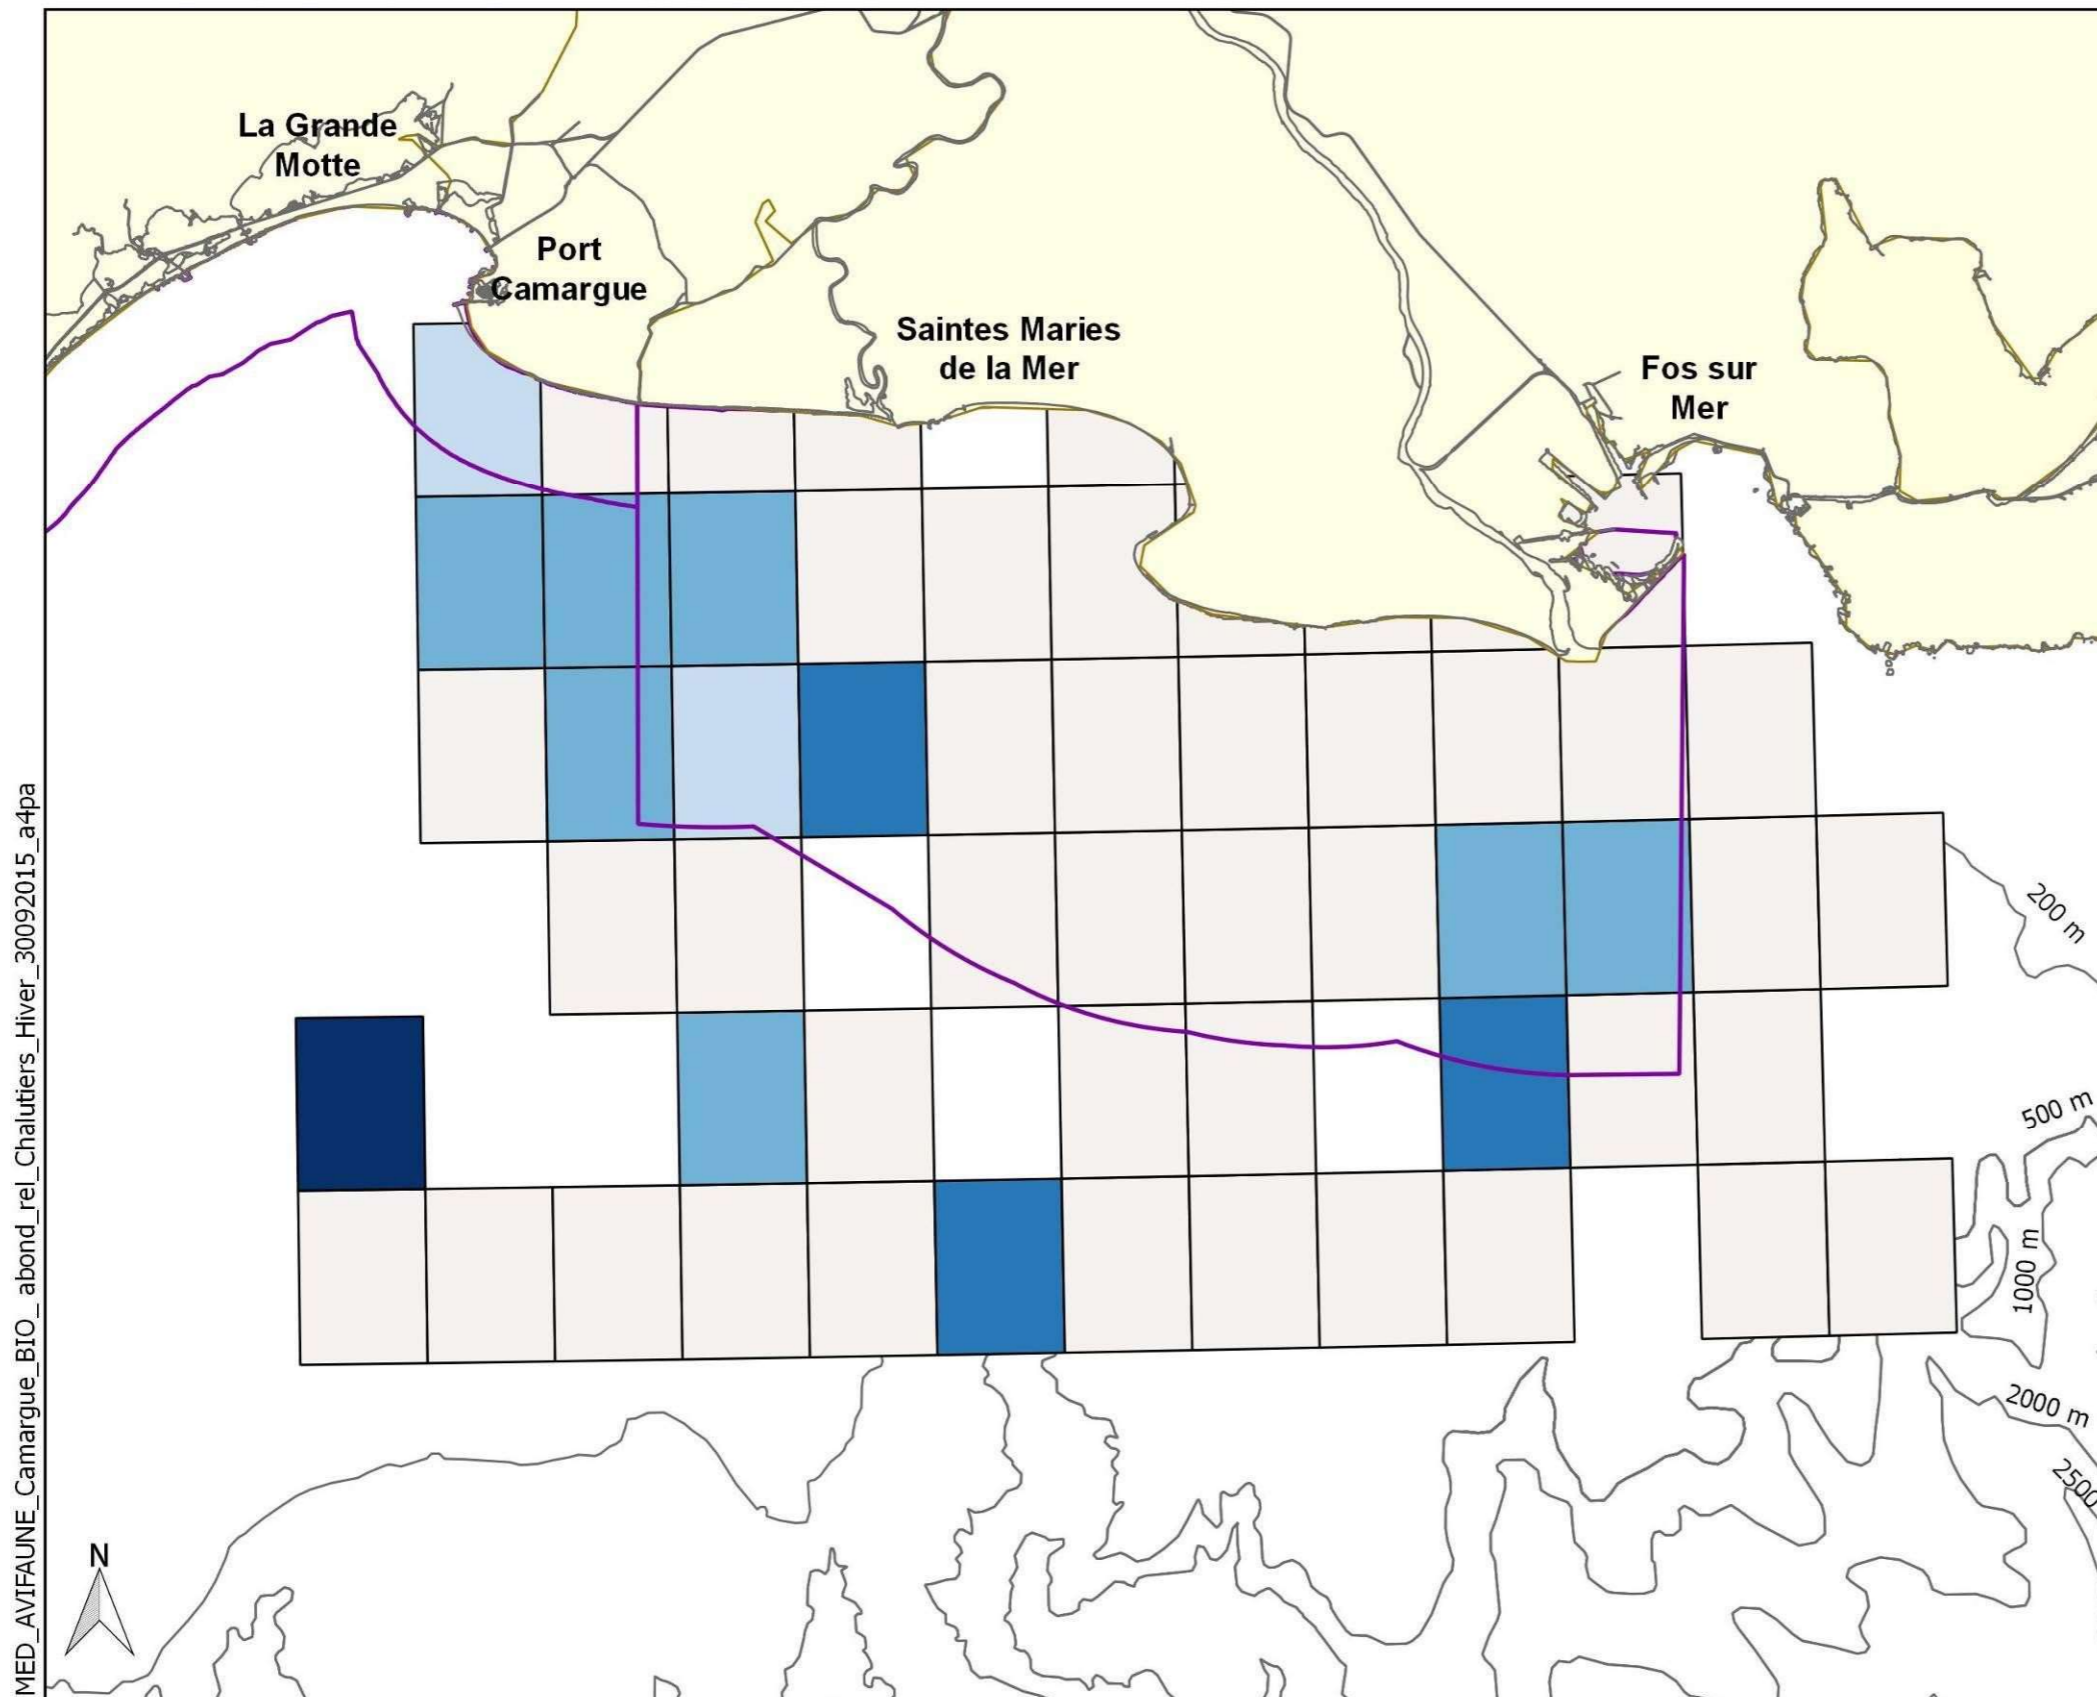 La Grande
Motte
Port
Camargue
Saintes Maries
de la Mer
Fos sur
Mer
200 m
500 m
1000 m
2000 m
2500
N
MED_AVIFAUNE_Camargue_BIO_ abond_rel_Chalutiers_Hiver_30092015_a4pa